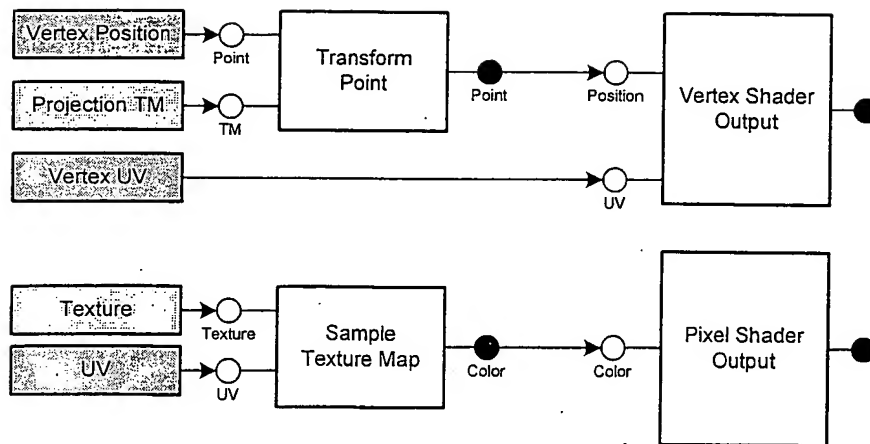 Vertex Position
Point
Projection TM
TM
Transform
Point
Point
Position
Vertex UV
UV
Vertex Shader
Output
Texture
Texture
UV
UV
Sample
Texture Map
Color
Color
Pixel Shader
Output